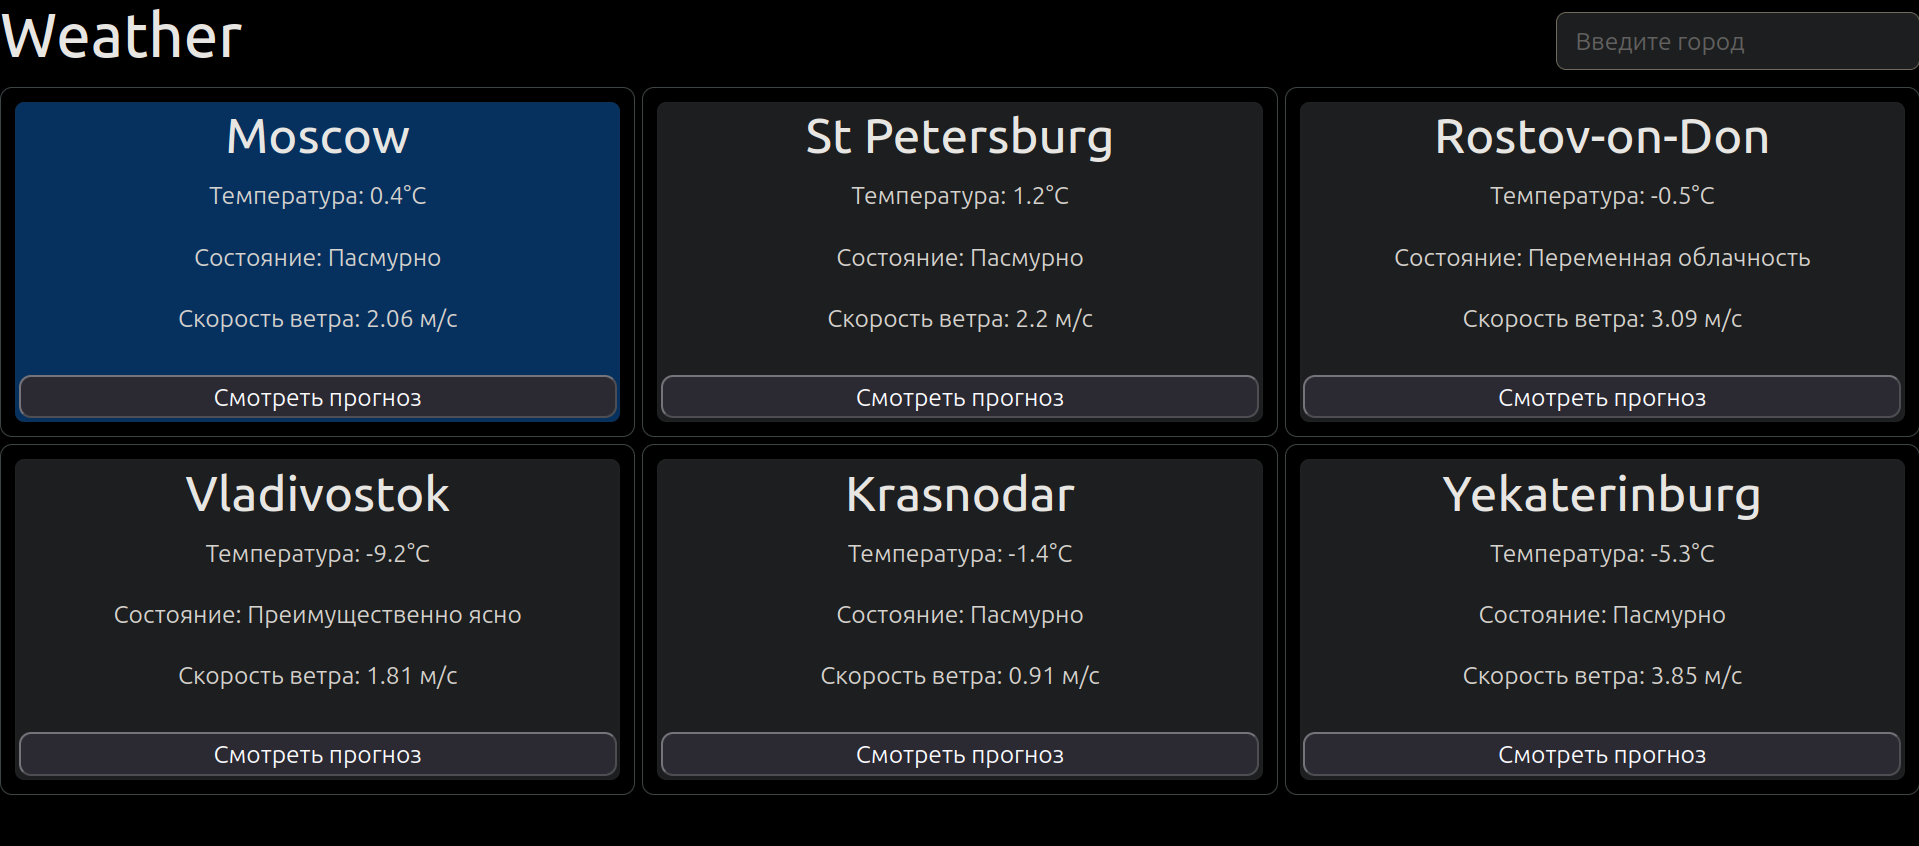 Weather
Введите город
Moscow
Температура: 0.4°C
Состояние: Пасмурно
Скорость ветра: 2.06 м/с
Смотреть прогноз
St Petersburg
Температура: 1.2°C
Состояние: Пасмурно
Скорость ветра: 2.2 м/с
Смотреть прогноз
Rostov-on-Don
Температура: -0.5°C
Состояние: Переменная облачность
Скорость ветра: 3.09 м/с
Смотреть прогноз
Vladivostok
Температура: -9.2°C
Состояние: Преимущественно ясно
Скорость ветра: 1.81 м/с
Смотреть прогноз
Krasnodar
Температура: -1.4°C
Состояние: Пасмурно
Скорость ветра: 0.91 м/с
Смотреть прогноз
Yekaterinburg
Температура: -5.3°C
Состояние: Пасмурно
Скорость ветра: 3.85 м/с
Смотреть прогноз